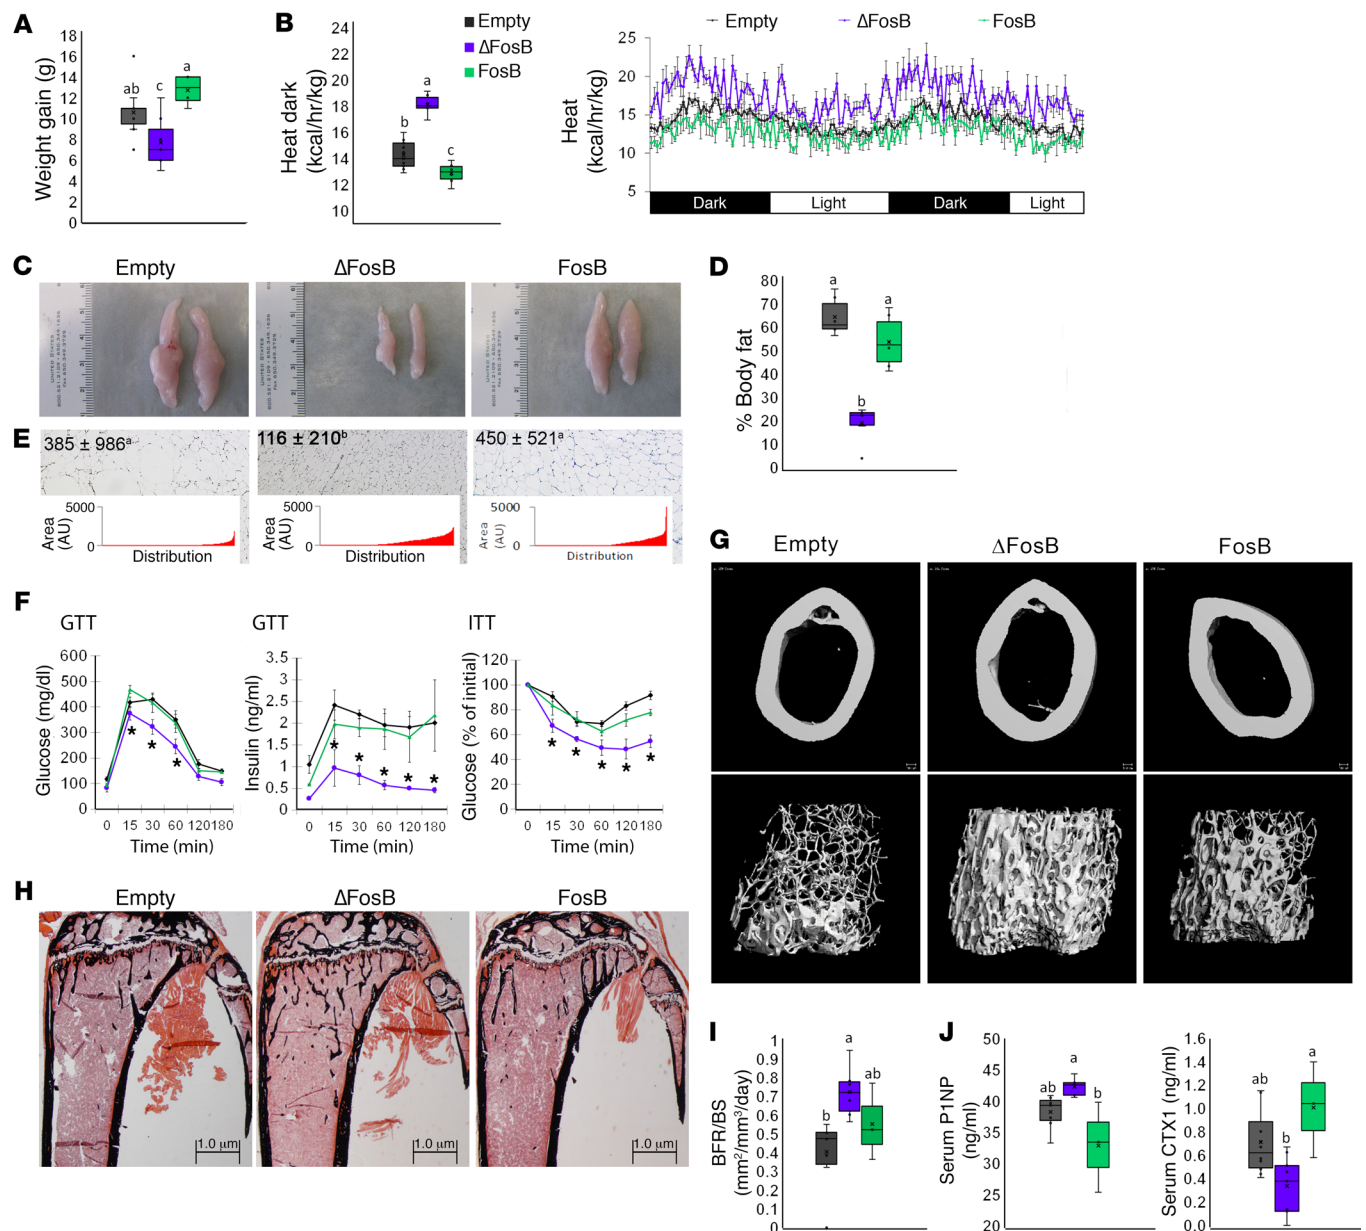 A
Weight gain (g)
18
16
14
12
10
8
6
4
2
0
ab
c
a
B
Heat dark
(kcal/hr/kg)
24
22
20
18
16
14
12
10
b
a
c
Empty
ΔFosB
FosB
Empty
ΔFosB
FosB
Heat
(kcal/hr/kg)
25
20
15
10
5
Dark
Light
Dark
Light
C
Empty
ΔFosB
FosB
D
% Body fat
80
70
60
50
40
30
20
10
0
a
b
a
E
385 ± 986a
116 ± 210b
450 ± 521a
Area
(AU)
5000
0
Distribution
Area
(AU)
5000
0
Distribution
Area
(AU)
5000
0
Distribution
F
GTT
Glucose (mg/dl)
600
500
400
300
200
100
0
* * *
0 15 30 60 120 180
Time (min)
GTT
Insulin (ng/ml)
3.5
3
2.5
2
1.5
1
0.5
0
* * * * *
0 15 30 60 120 180
Time (min)
ITT
Glucose (% of initial)
120
100
80
60
40
20
0
* * * * *
0 15 30 60 120 180
Time (min)
G
Empty
ΔFosB
FosB
H
Empty
ΔFosB
FosB
1.0 µm
1.0 µm
1.0 µm
I
BFR/BS
(mm²/mm³/day)
1
0.9
0.8
0.7
0.6
0.5
0.4
0.3
0.2
0.1
0
b
a
ab
J
Serum P1NP
(ng/ml)
50
45
40
35
30
25
20
ab
a
b
Serum CTX1 (ng/ml)
1.6
1.4
1.2
1.0
0.8
0.6
0.4
0.2
0.0
ab
b
a